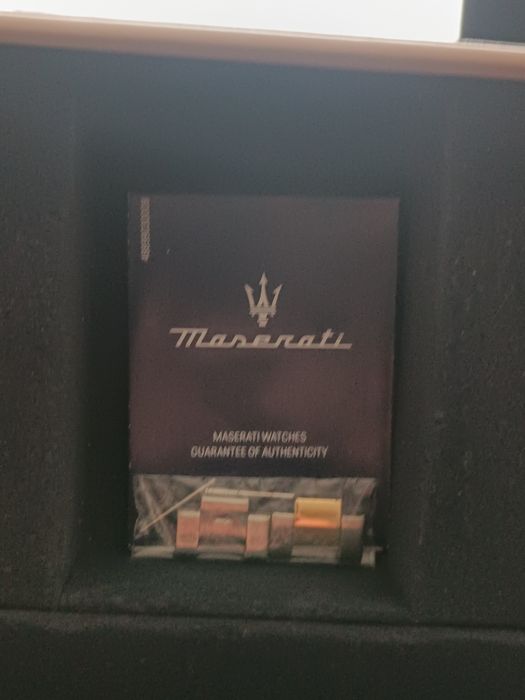 Maserati
MASERATI WATCHES
GUARANTEE OF AUTHENTICITY